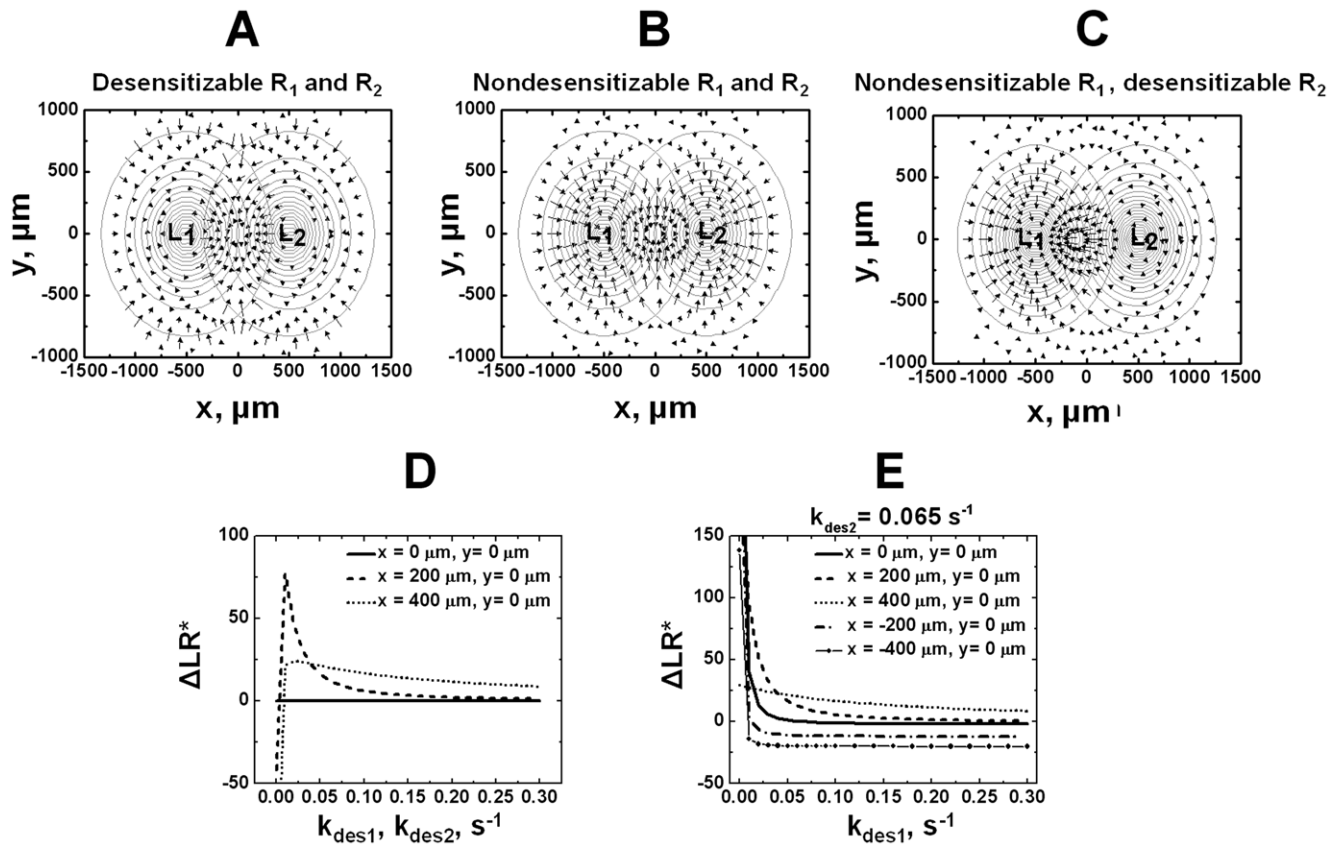 A
B
C
Desensitizable R₁ and R₂
Nondesensitizable R₁ and R₂
Nondesensitizable R₁ , desensitizable R₂
1000
500
0
-500
-1000
y, µm
L₁
L₂
-1500 -1000 -500 0 500 1000 1500
x, µm
1000
500
0
-500
-1000
y, µm
L₁
L₂
-1500 -1000 -500 0 500 1000 1500
x, µm
1000
500
0
-500
-1000
y, µm
L₁
L₂
-1500 -1000 -500 0 500 1000 1500
x, µm
D
E
100
50
0
-50
ΔLR*
x = 0 µm, y= 0 µm
x = 200 µm, y= 0 µm
x = 400 µm, y= 0 µm
0.00 0.05 0.10 0.15 0.20 0.25 0.30
k_des1, k_des2, s⁻¹
k_des2= 0.065 s⁻¹
150
100
50
0
-50
ΔLR*
x = 0 µm, y= 0 µm
x = 200 µm, y= 0 µm
x = 400 µm, y= 0 µm
x = -200 µm, y= 0 µm
x = -400 µm, y= 0 µm
0.00 0.05 0.10 0.15 0.20 0.25 0.30
k_des1, s⁻¹